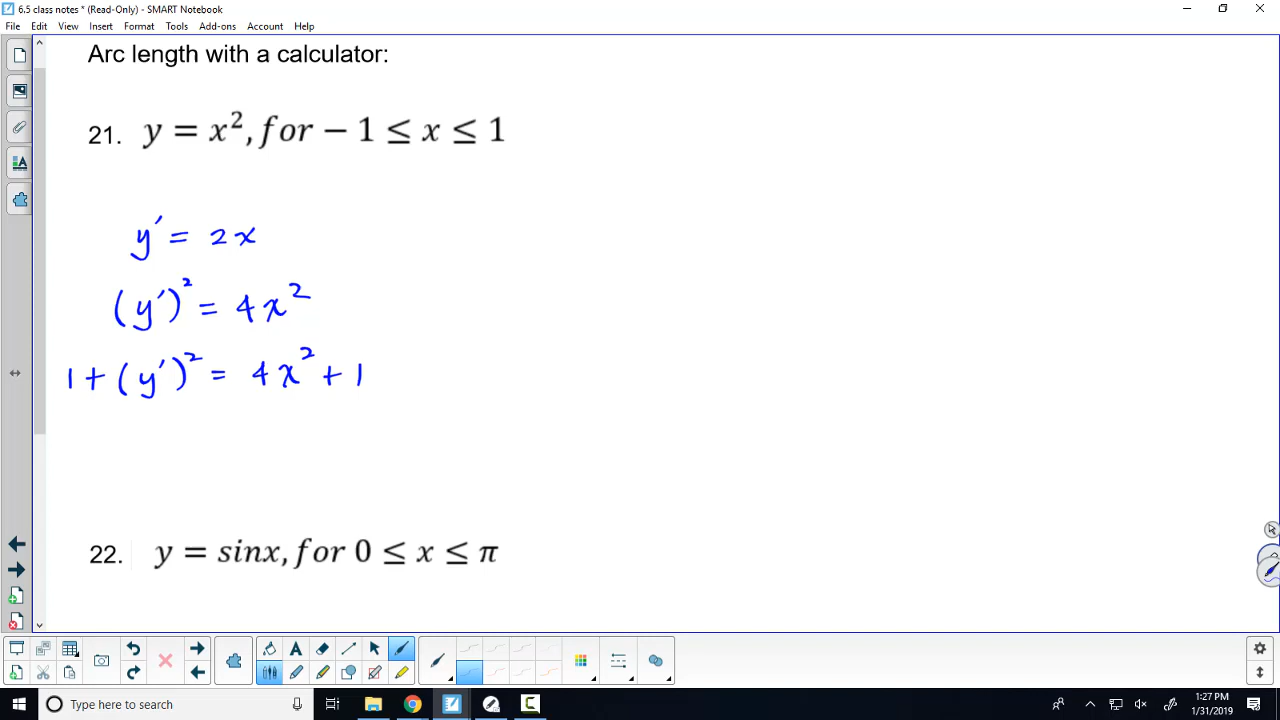 6.5 class notes * (Read-Only) - SMART Notebook
File Edit View Insert Format Tools Add-ons Account Help
Arc length with a calculator:
21. y = x², for − 1 ≤ x ≤ 1
y′ = 2x
(y′)² = 4x²
1 + (y′)² = 4x² + 1
22. y = sinx, for 0 ≤ x ≤ π
Type here to search
1:27 PM
1/31/2019